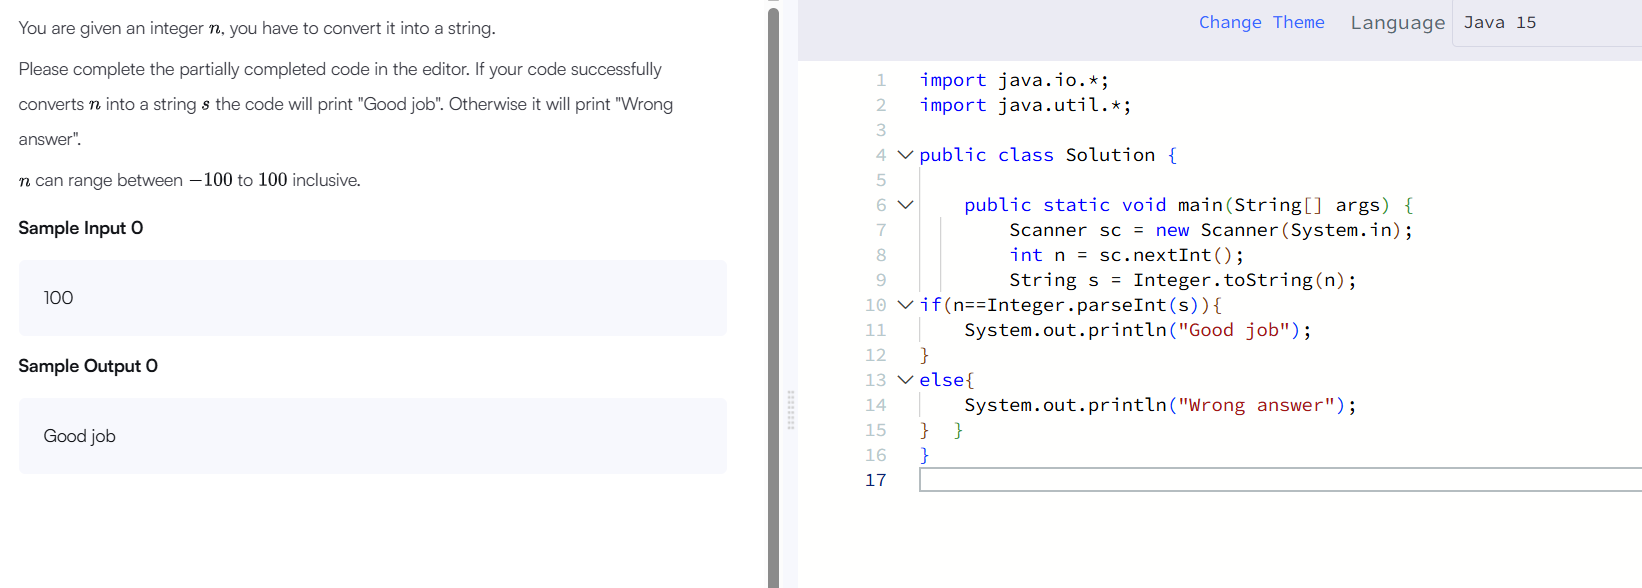 You are given an integer n, you have to convert it into a string.
Please complete the partially completed code in the editor. If your code successfully
converts n into a string s the code will print "Good job". Otherwise it will print "Wrong
answer".
n can range between −100 to 100 inclusive.
Sample Input 0
100
Sample Output 0
Good job
Change Theme Language Java 15
1 import java.io.*;
2 import java.util.*;
3
4 public class Solution {
5
6     public static void main(String[] args) {
7         Scanner sc = new Scanner(System.in);
8         int n = sc.nextInt();
9         String s = Integer.toString(n);
10 if(n==Integer.parseInt(s)){
11     System.out.println("Good job");
12 }
13 else{
14     System.out.println("Wrong answer");
15 }  }
16 }
17